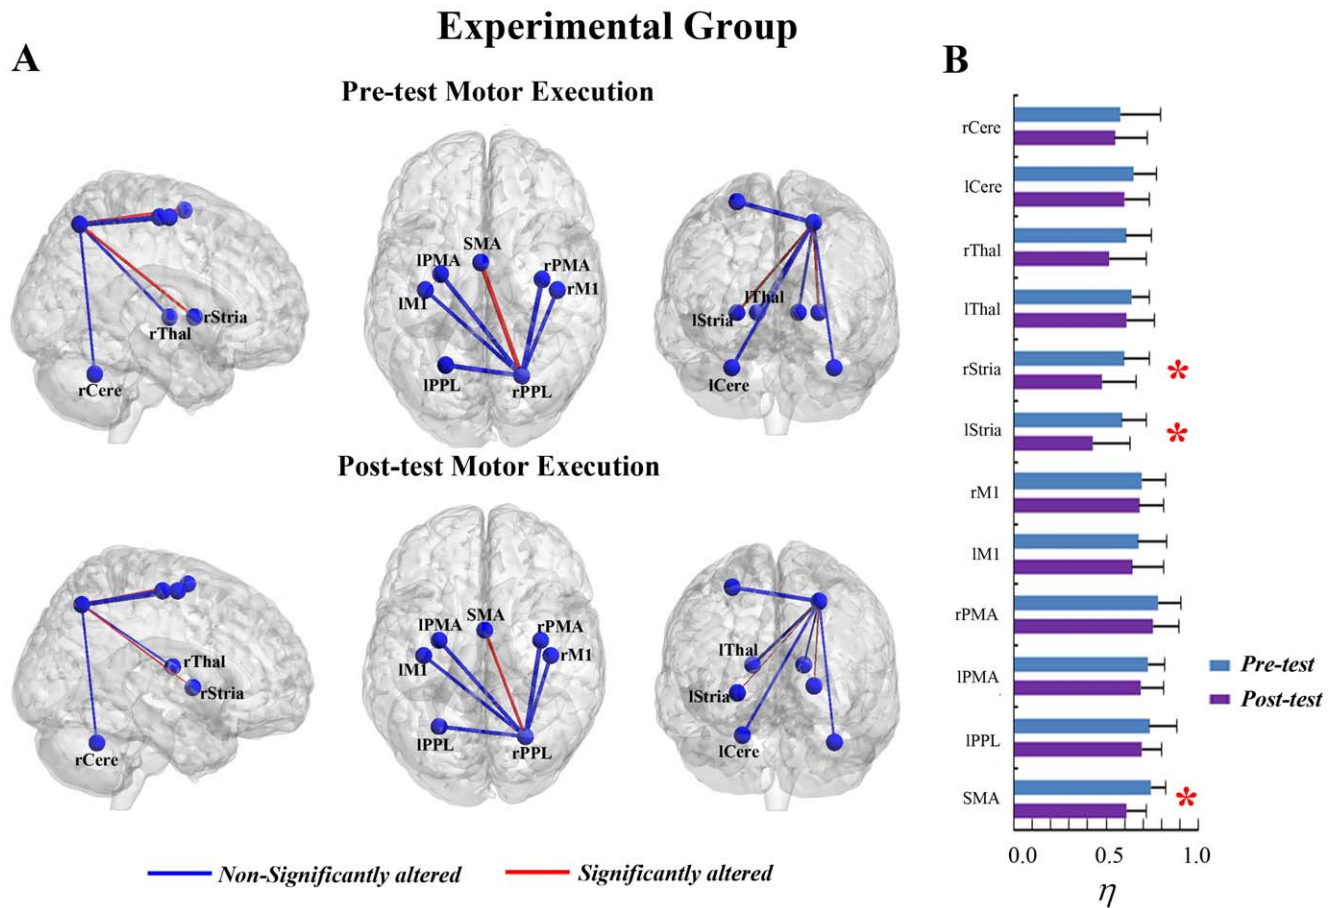 Experimental Group
A
B
Pre-test Motor Execution
rThal
rStria
rCere
SMA
lPMA
rPMA
lM1
rM1
lPPL
rPPL
lThal
lStria
lCere
Post-test Motor Execution
rThal
rStria
rCere
SMA
lPMA
rPMA
lM1
rM1
lPPL
rPPL
lThal
lStria
lCere
Non-Significantly altered
Significantly altered
rCere
lCere
rThal
lThal
rStria
*
lStria
*
rM1
lM1
rPMA
lPMA
lPPL
SMA
*
0.0 0.5 1.0
η
Pre-test
Post-test